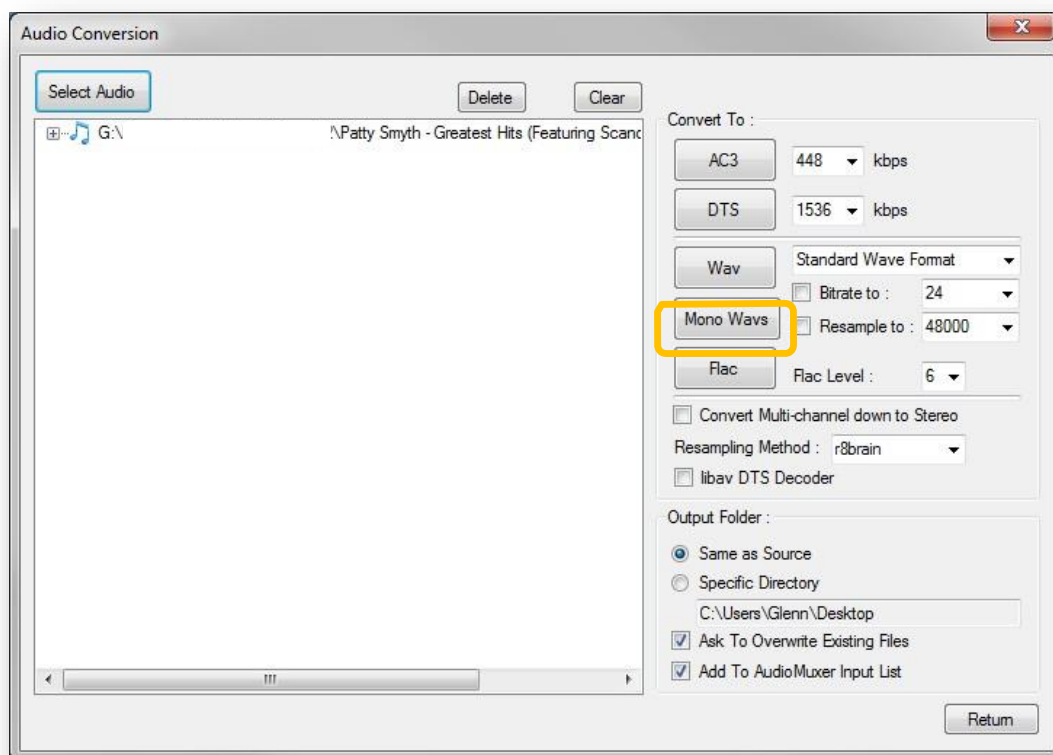 Audio Conversion
Select Audio
Delete
Clear
G:\ '\Patty Smyth - Greatest Hits (Featuring Scanc
Convert To :
AC3 448 kbps
DTS 1536 kbps
Wav Standard Wave Format
Bitrate to : 24
Mono Wavs Resample to : 48000
Flac Flac Level : 6
Convert Multi-channel down to Stereo
Resampling Method : r8brain
libav DTS Decoder
Output Folder :
Same as Source
Specific Directory
C:\Users\Glenn\Desktop
Ask To Overwrite Existing Files
Add To AudioMuxer Input List
Return